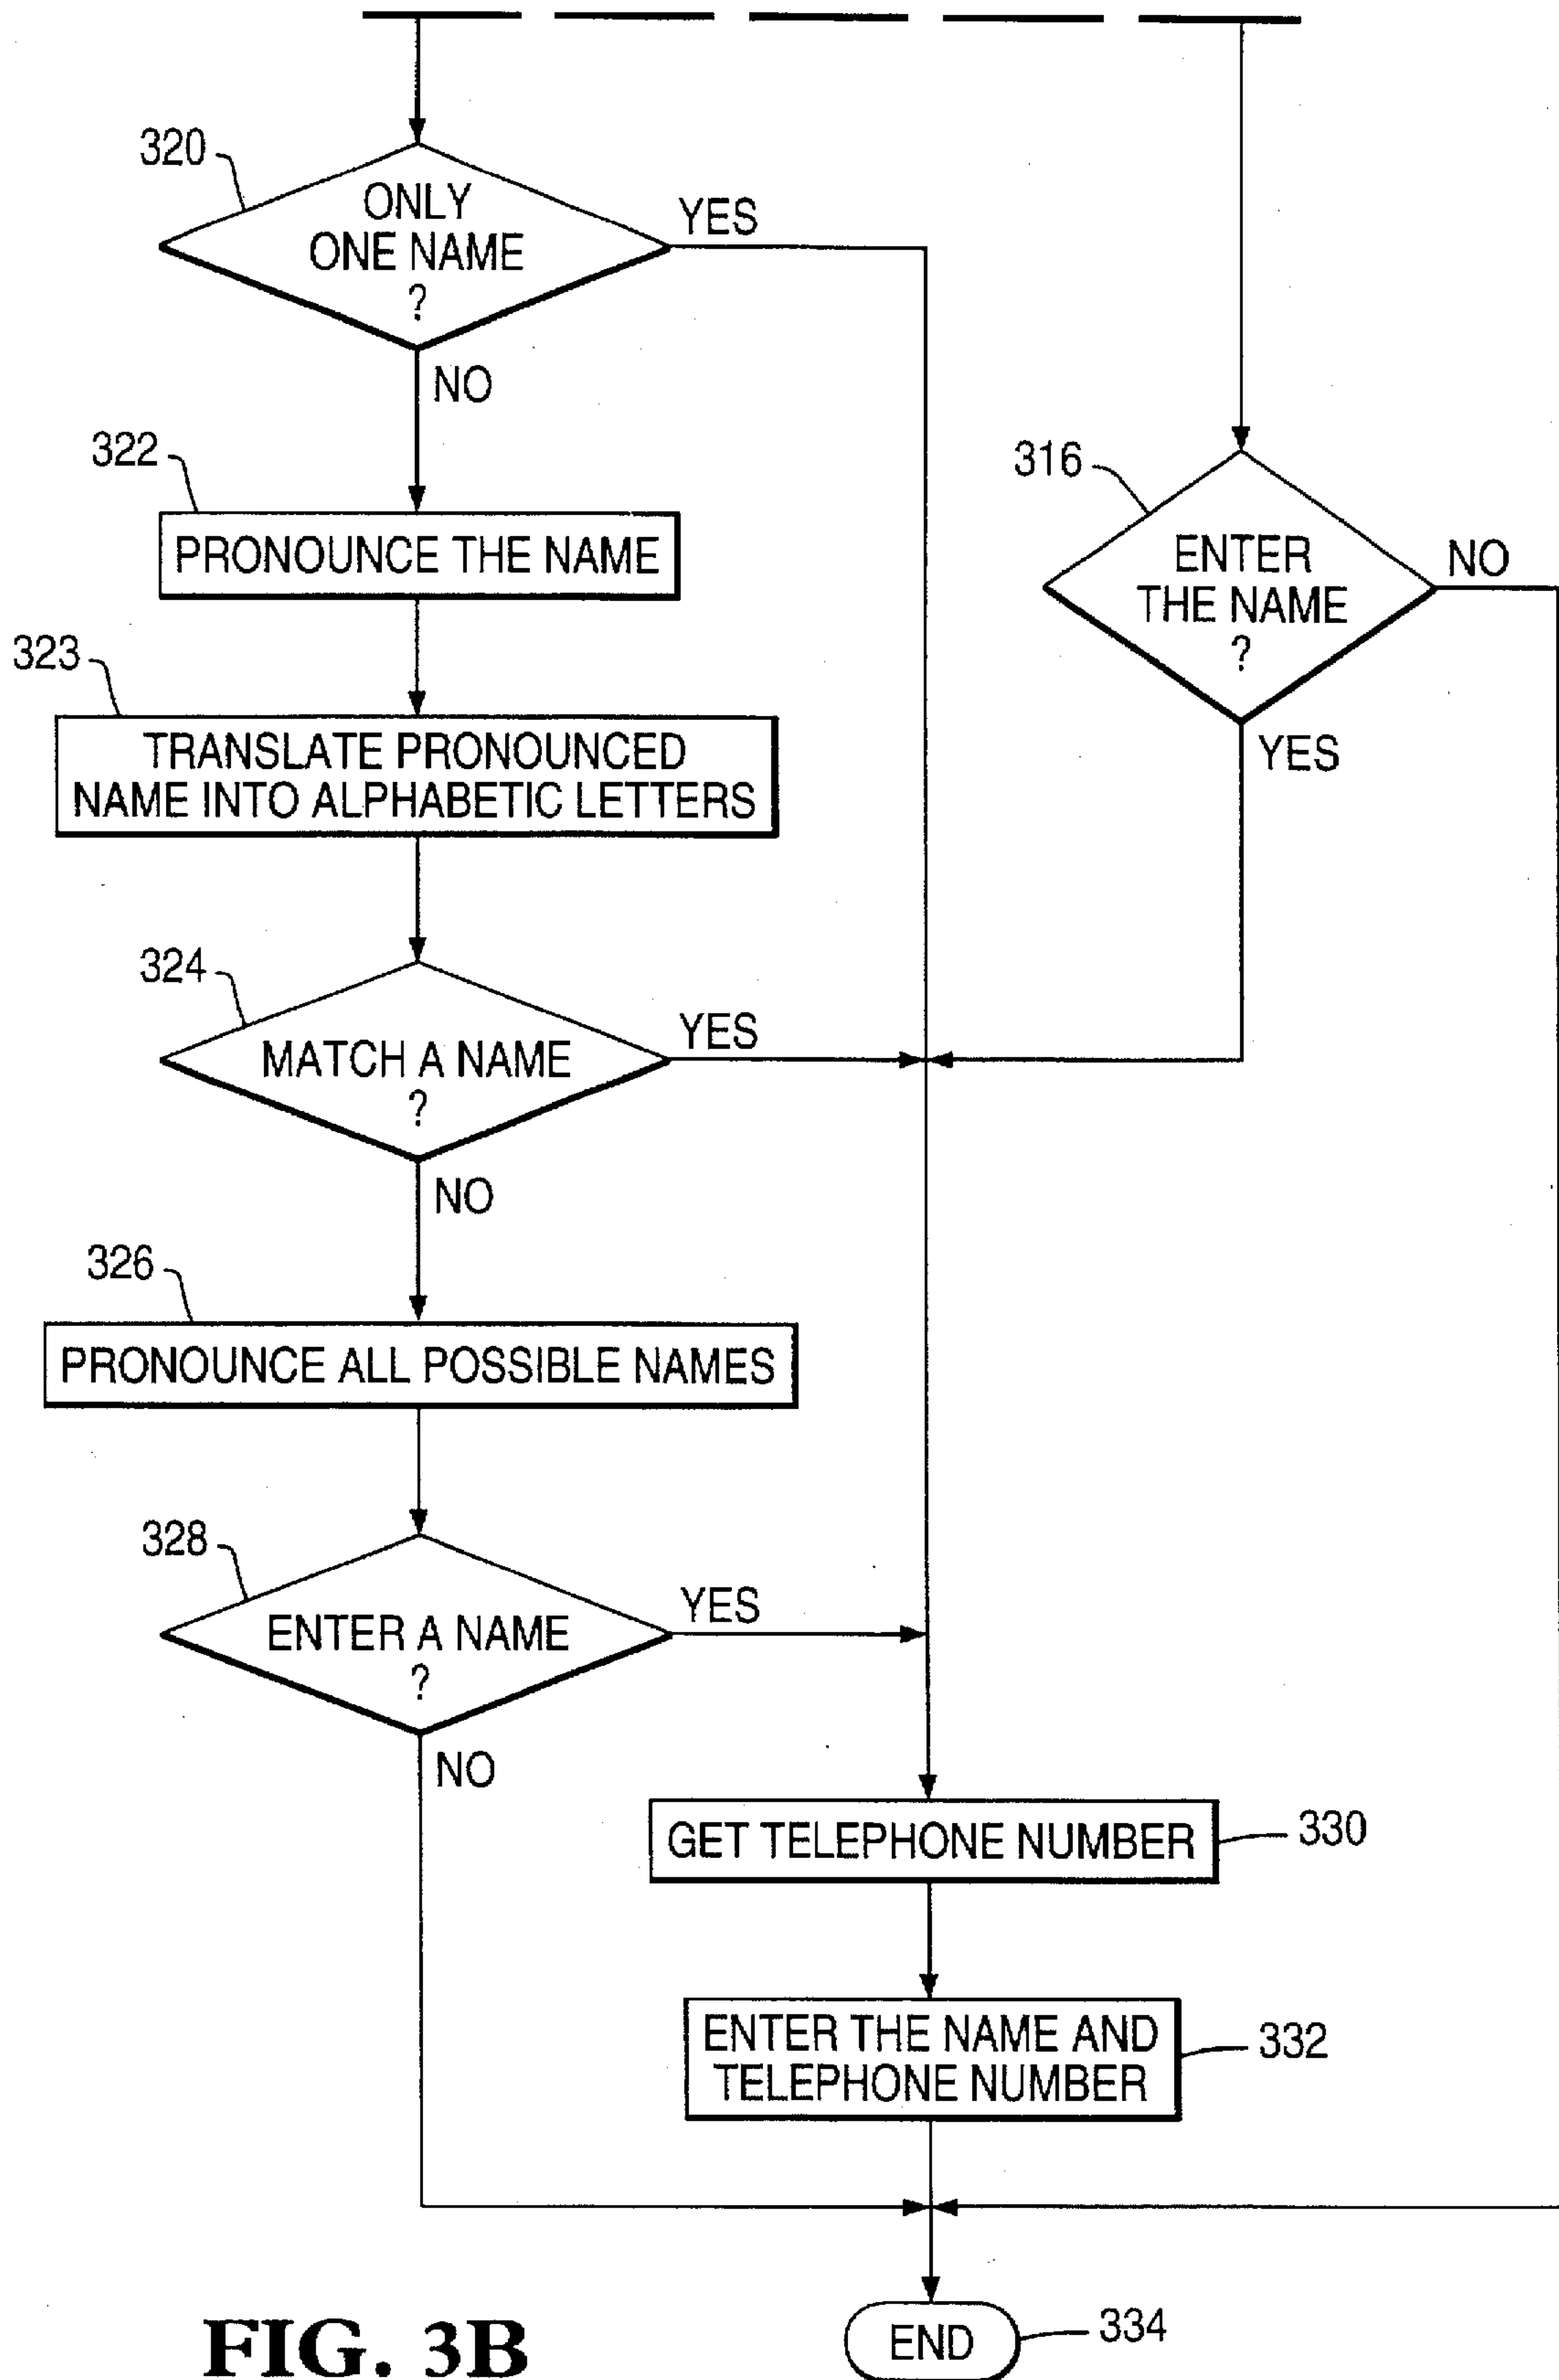 320
ONLY
ONE NAME
?
YES
NO
322
PRONOUNCE THE NAME
316
ENTER
THE NAME
?
NO
YES
323
TRANSLATE PRONOUNCED
NAME INTO ALPHABETIC LETTERS
324
MATCH A NAME
?
YES
NO
326
PRONOUNCE ALL POSSIBLE NAMES
328
ENTER A NAME
?
YES
NO
GET TELEPHONE NUMBER
330
ENTER THE NAME AND
TELEPHONE NUMBER
332
END
334
FIG. 3B